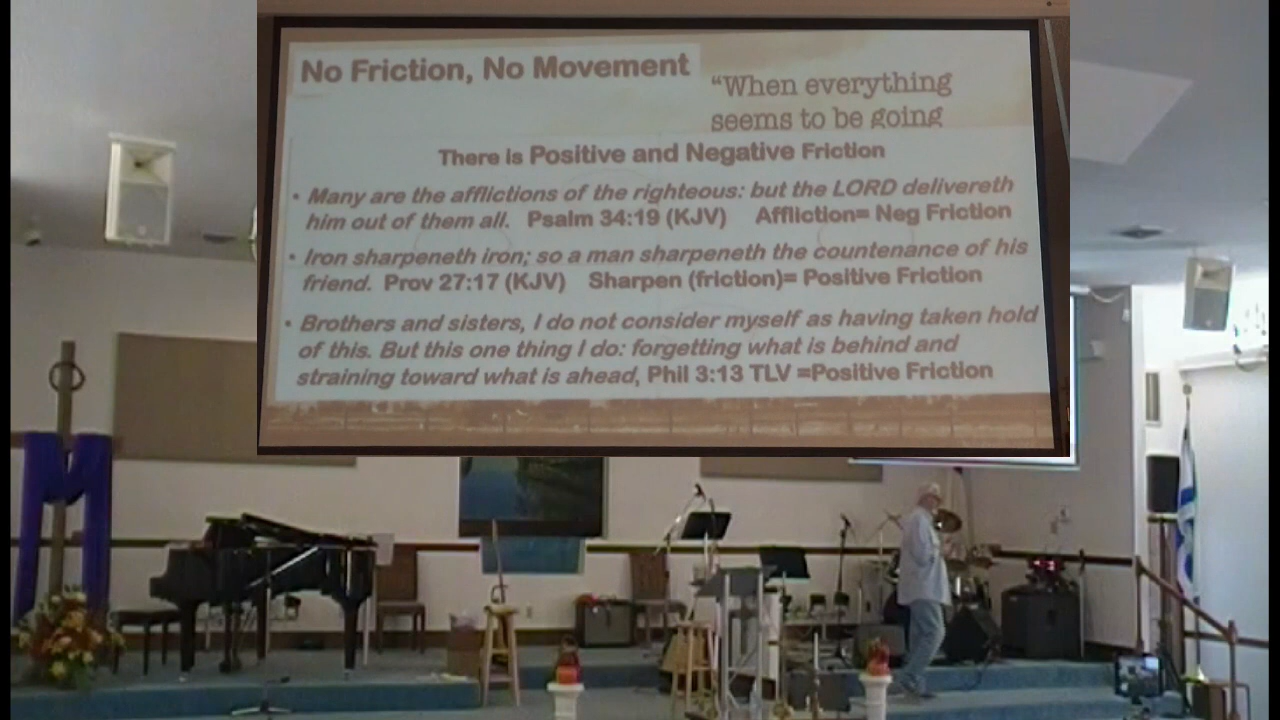 No Friction, No Movement
“When everything
seems to be going
There is Positive and Negative Friction
• Many are the afflictions of the righteous: but the LORD delivereth
him out of them all. Psalm 34:19 (KJV) Affliction= Neg Friction
• Iron sharpeneth iron; so a man sharpeneth the countenance of his
friend. Prov 27:17 (KJV) Sharpen (friction)= Positive Friction
• Brothers and sisters, I do not consider myself as having taken hold
of this. But this one thing I do: forgetting what is behind and
straining toward what is ahead, Phil 3:13 TLV =Positive Friction